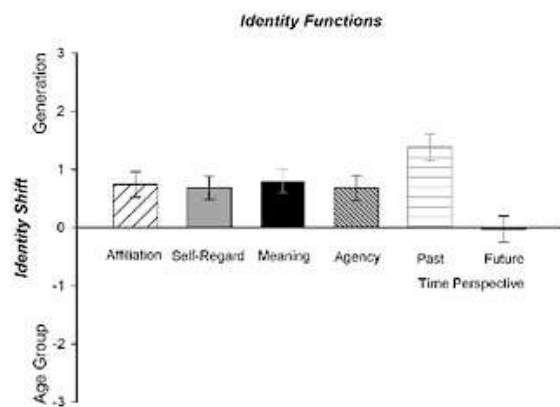 Identity Functions
Generation
Identity Shift
Age Group
3
2
1
0
-1
-2
-3
Affiliation Self-Regard Meaning Agency Past Future
Time Perspective